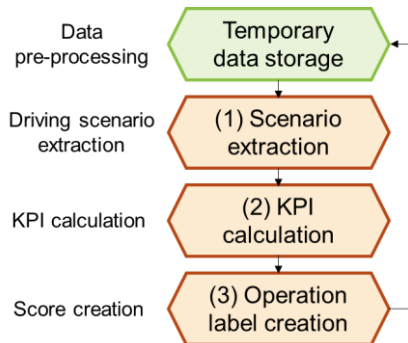 Data
pre-processing
Temporary
data storage
Driving scenario
extraction
(1) Scenario
extraction
KPI calculation
(2) KPI
calculation
Score creation
(3) Operation
label creation